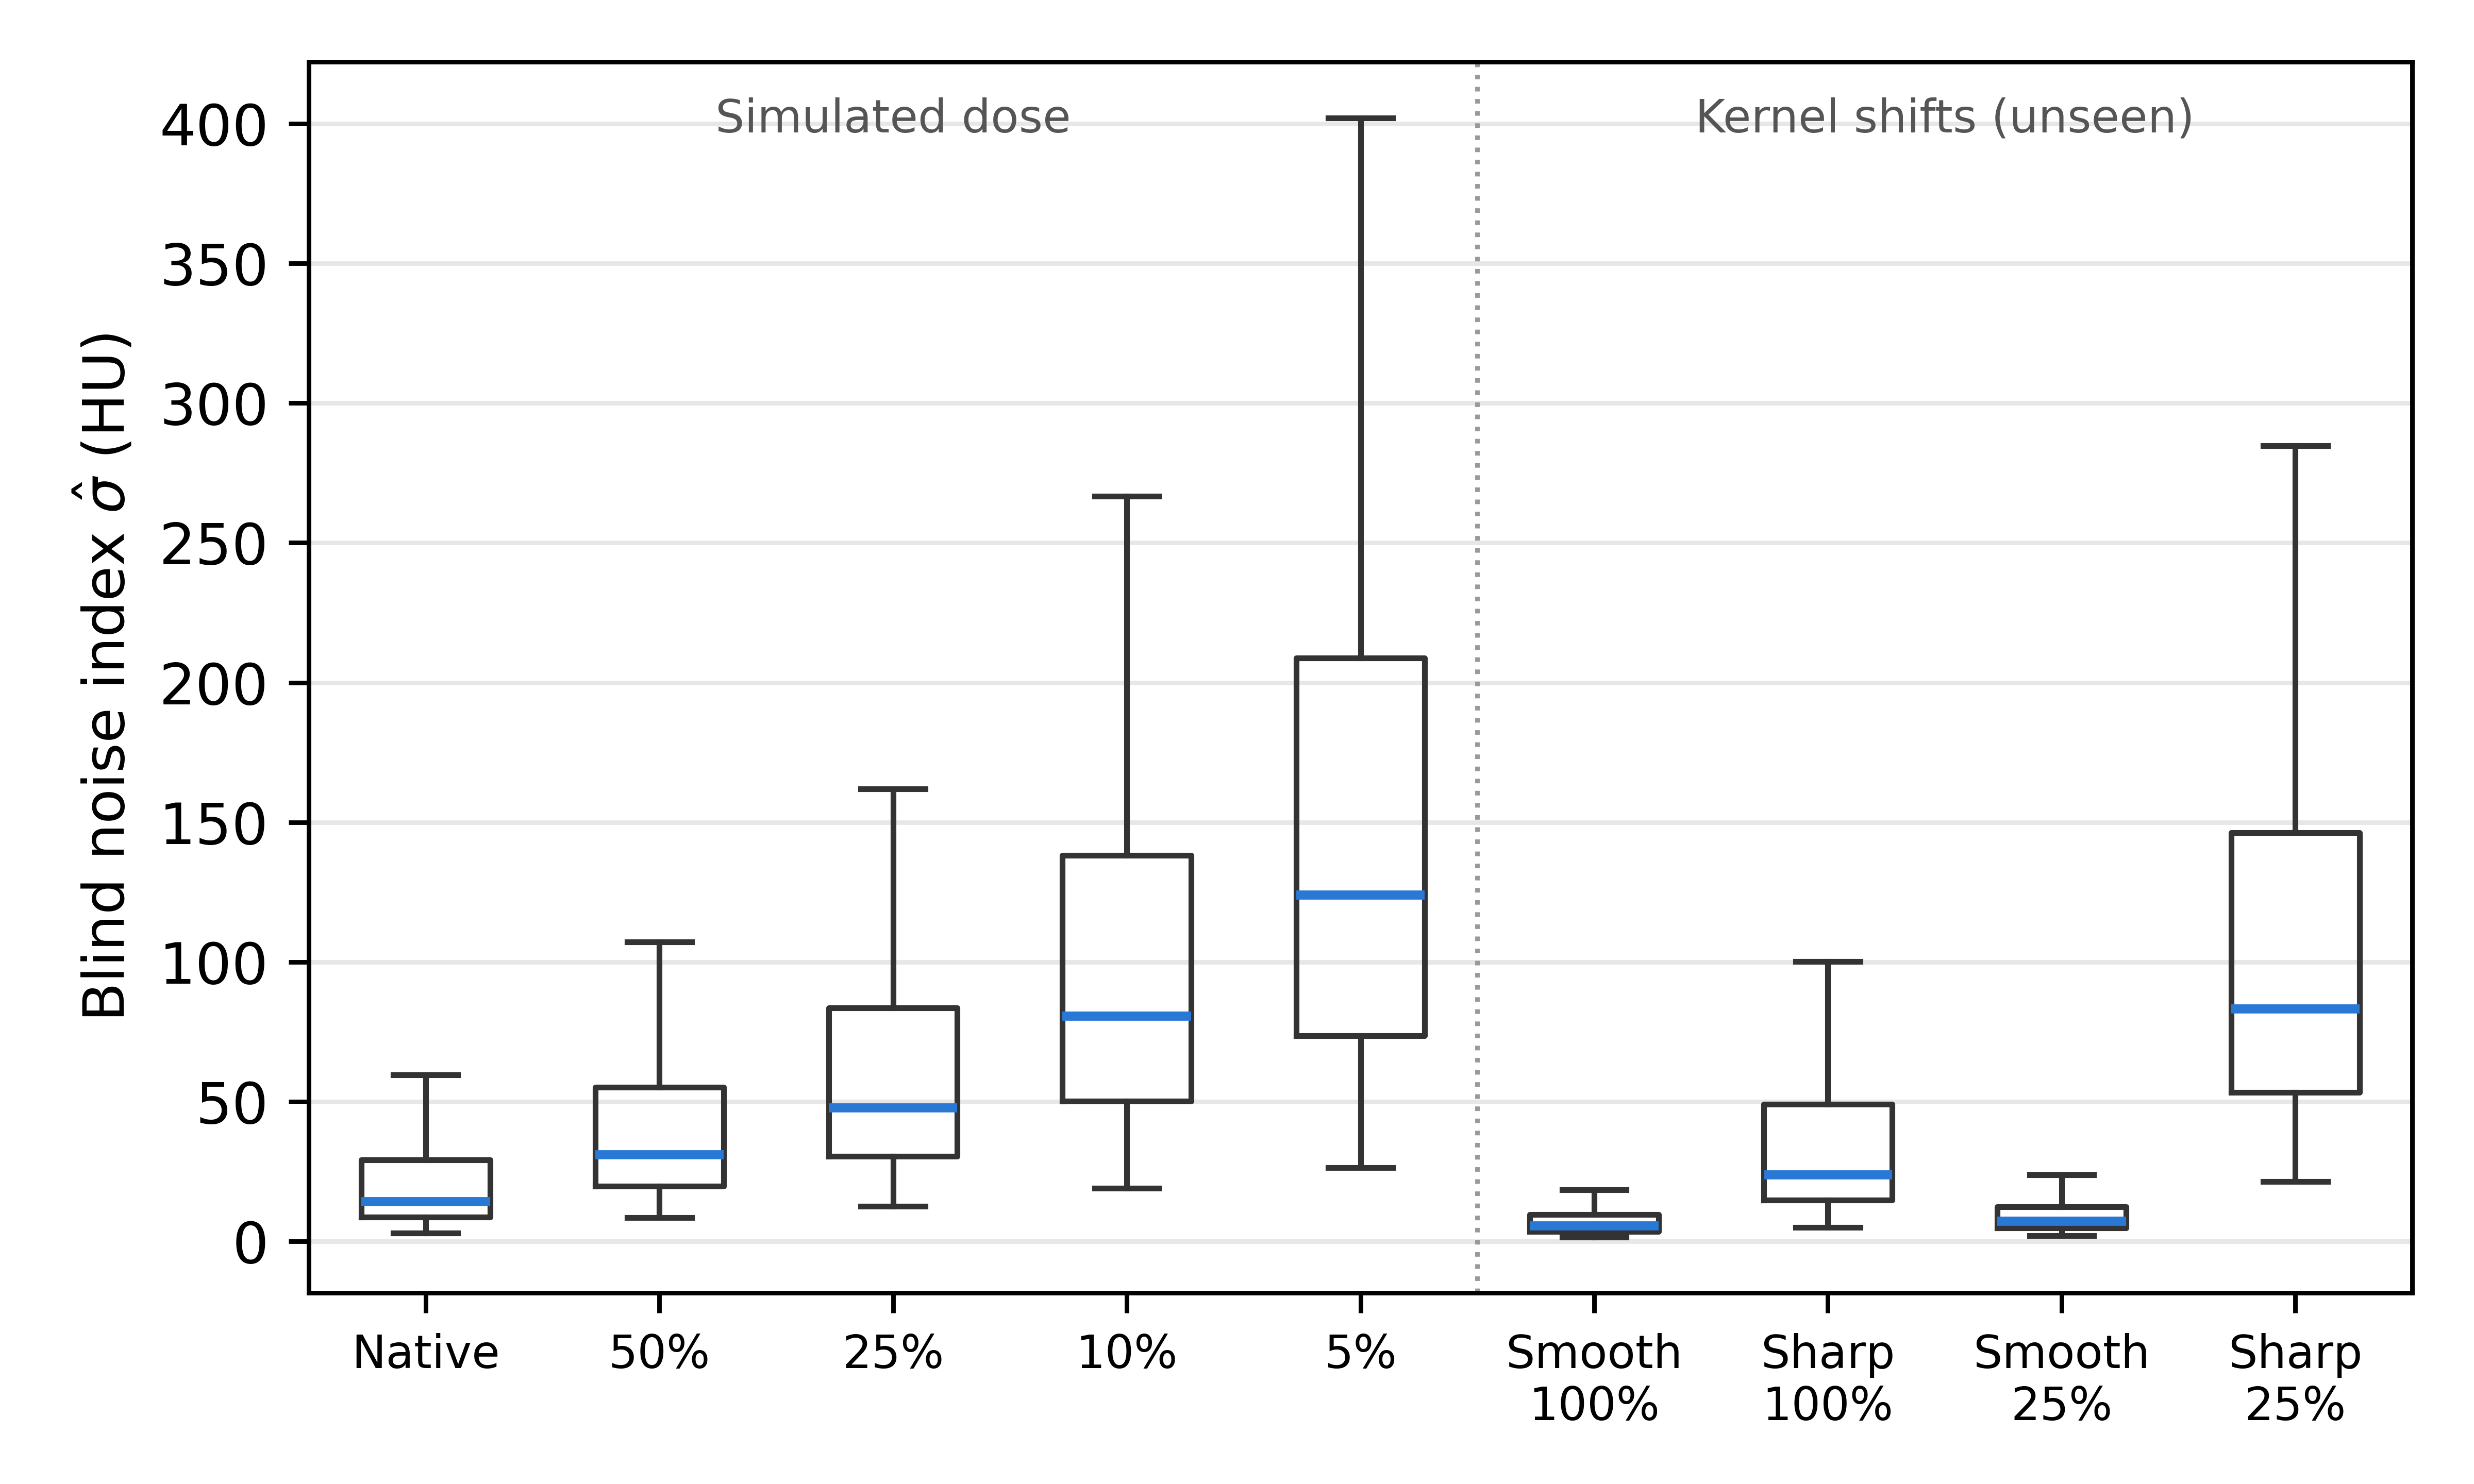 Simulated dose
Kernel shifts (unseen)
Blind noise index σ̂ (HU)
400
350
300
250
200
150
100
50
0
Native
50%
25%
10%
5%
Smooth
100%
Sharp
100%
Smooth
25%
Sharp
25%